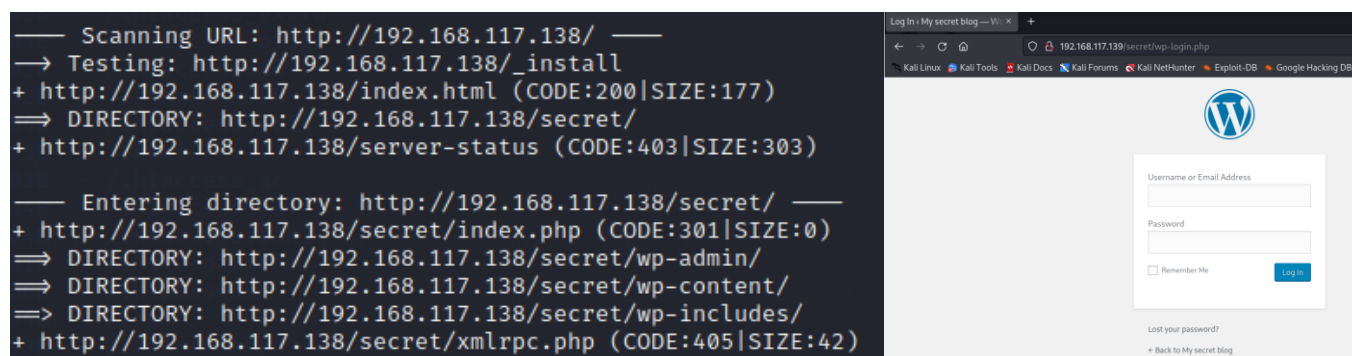 ---- Scanning URL: http://192.168.117.138/ ----
--> Testing: http://192.168.117.138/_install
+ http://192.168.117.138/index.html (CODE:200|SIZE:177)
==> DIRECTORY: http://192.168.117.138/secret/
+ http://192.168.117.138/server-status (CODE:403|SIZE:303)
---- Entering directory: http://192.168.117.138/secret/ ----
+ http://192.168.117.138/secret/index.php (CODE:301|SIZE:0)
==> DIRECTORY: http://192.168.117.138/secret/wp-admin/
==> DIRECTORY: http://192.168.117.138/secret/wp-content/
==> DIRECTORY: http://192.168.117.138/secret/wp-includes/
+ http://192.168.117.138/secret/xmlrpc.php (CODE:405|SIZE:42)
Log In ‹ My secret blog — Wo
192.168.117.139/secret/wp-login.php
Kali Linux Kali Tools Kali Docs Kali Forums Kali NetHunter Exploit-DB Google Hacking DB
Username or Email Address
Password
Remember Me
Log In
Lost your password?
← Back to My secret blog